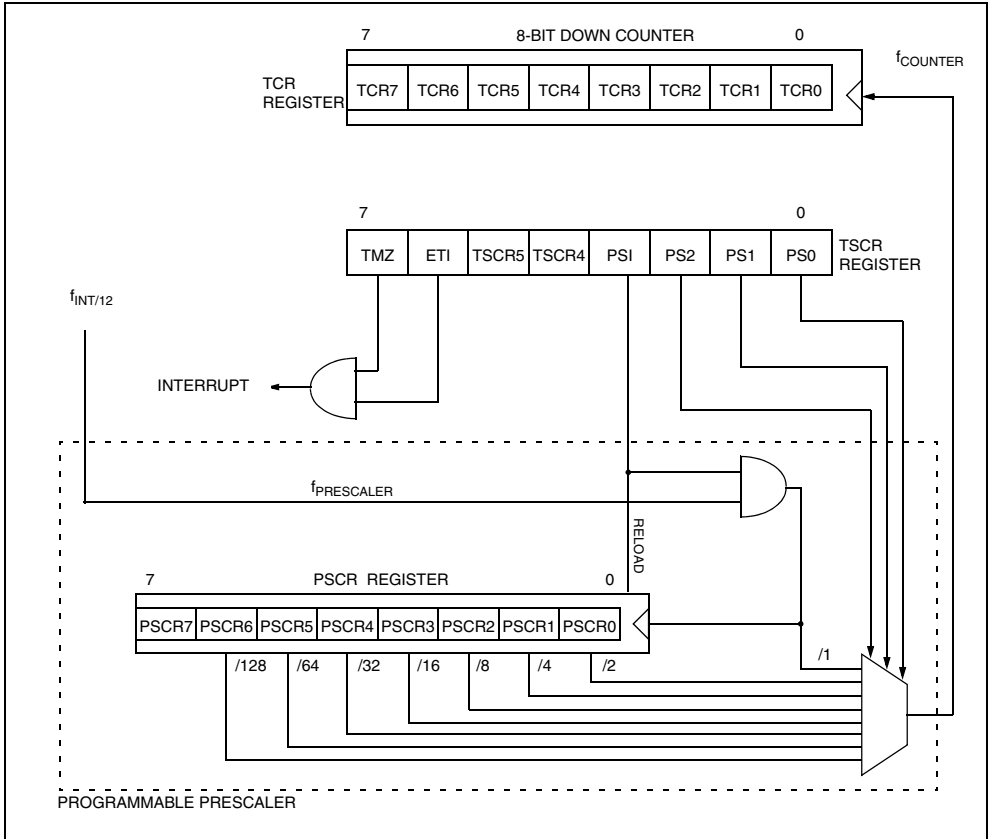 7 8-BIT DOWN COUNTER 0
fCOUNTER
TCR
REGISTER
TCR7 TCR6 TCR5 TCR4 TCR3 TCR2 TCR1 TCR0
7 0
TMZ ETI TSCR5 TSCR4 PSI PS2 PS1 PS0
TSCR
REGISTER
fINT/12
INTERRUPT
fPRESCALER
RELOAD
7 PSCR REGISTER 0
PSCR7 PSCR6 PSCR5 PSCR4 PSCR3 PSCR2 PSCR1 PSCR0
/128 /64 /32 /16 /8 /4 /2 /1
PROGRAMMABLE PRESCALER